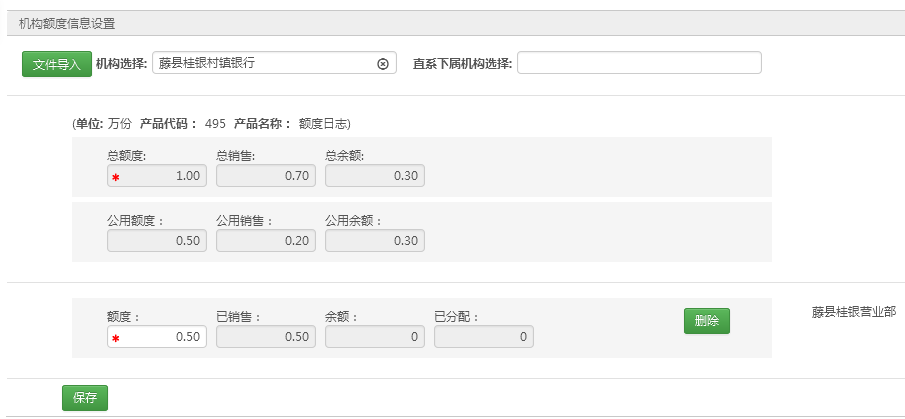 机构额度信息设置
文件导入 机构选择: 藤县桂银村镇银行 直系下属机构选择:
(单位: 万份 产品代码： 495 产品名称： 额度日志)
总额度: 总销售: 总余额:
* 1.00 0.70 0.30
公用额度： 公用销售： 公用余额：
0.50 0.20 0.30
额度： 已销售： 余额： 已分配：
* 0.50 0.50 0 0
删除
藤县桂银营业部
保存